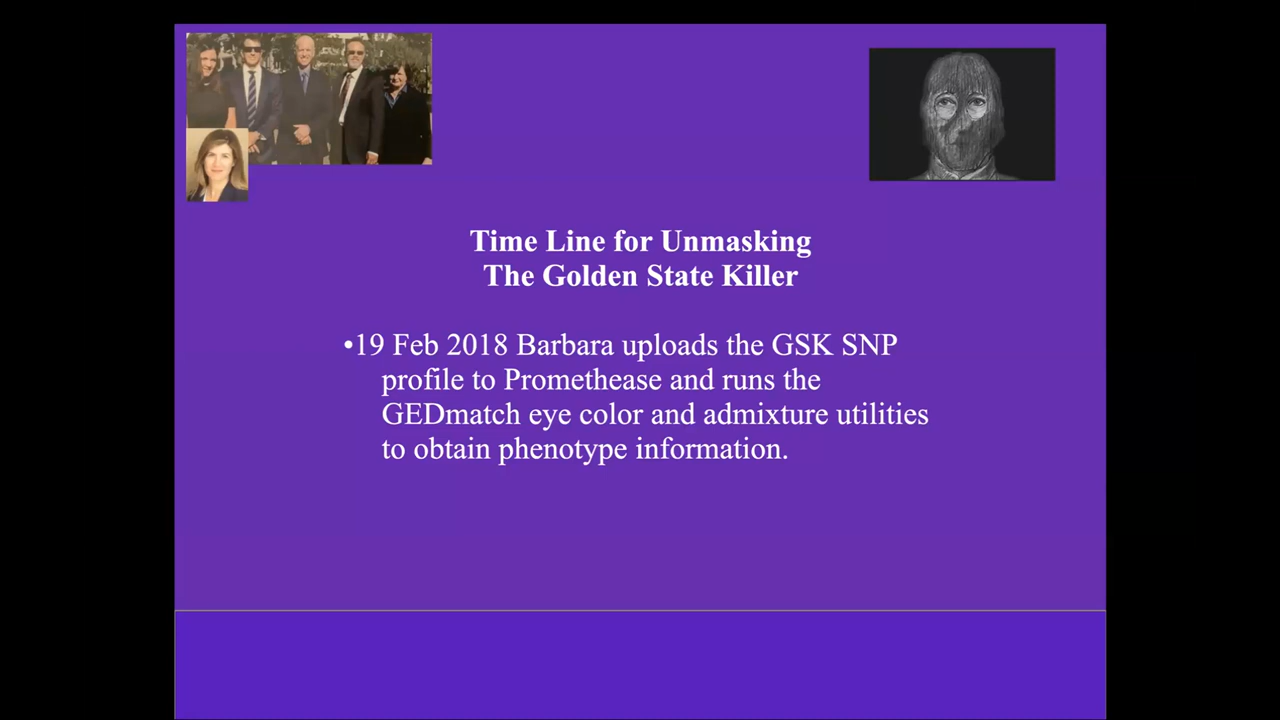 Time Line for Unmasking
The Golden State Killer
•19 Feb 2018 Barbara uploads the GSK SNP
profile to Promethease and runs the
GEDmatch eye color and admixture utilities
to obtain phenotype information.